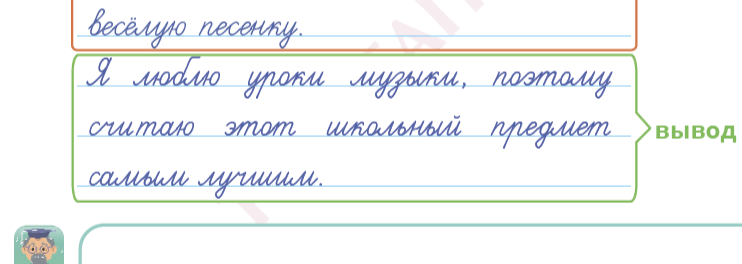 весёлую песенку.
Я люблю уроки музыки, поэтому
считаю этот школьный предмет
самым лучшим.
вывод